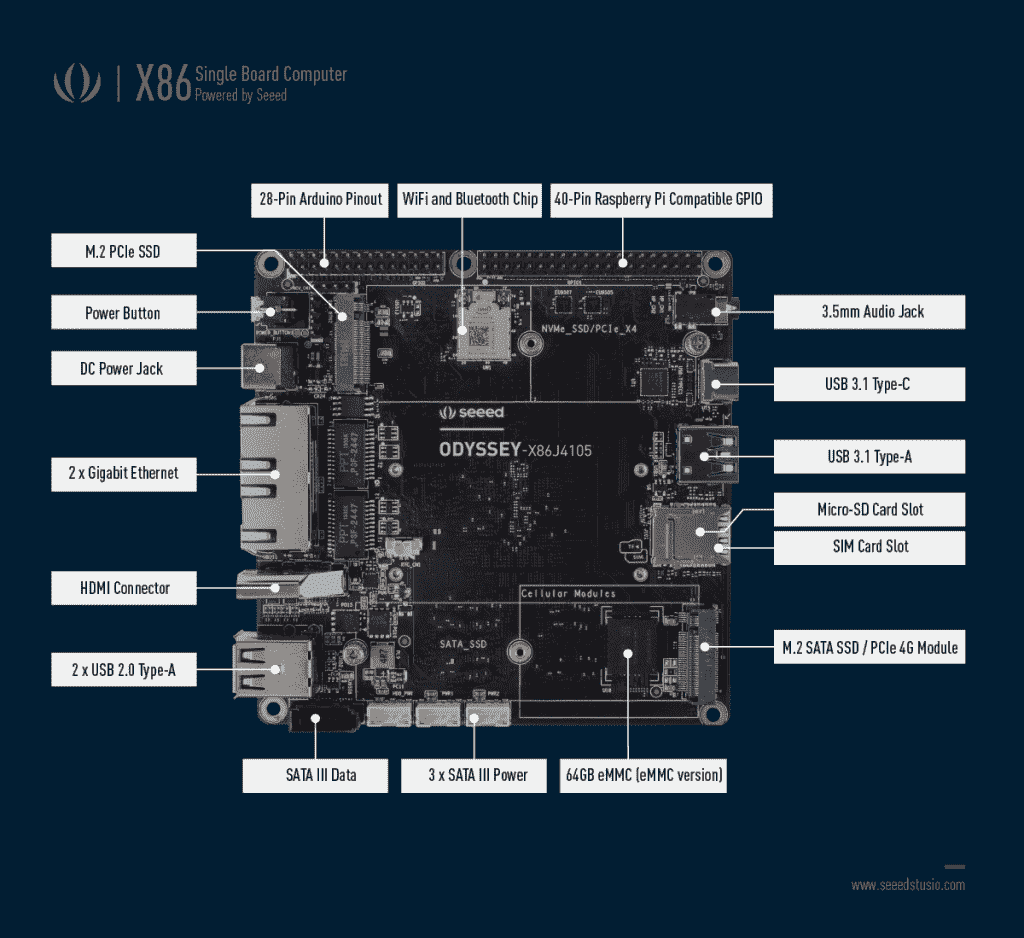 X86 Single Board Computer
Powered by Seeed
28-Pin Arduino Pinout
WiFi and Bluetooth Chip
40-Pin Raspberry Pi Compatible GPIO
M.2 PCIe SSD
Power Button
3.5mm Audio Jack
NVMe_SSD/PCIe_X4
DC Power Jack
USB 3.1 Type-C
seeed
ODYSSEY-X86J4105
2 x Gigabit Ethernet
USB 3.1 Type-A
Micro-SD Card Slot
SIM Card Slot
HDMI Connector
Cellular Modules
SATA_SSD
M.2 SATA SSD / PCIe 4G Module
2 x USB 2.0 Type-A
SATA III Data
3 x SATA III Power
64GB eMMC (eMMC version)
www.seeedstusio.com